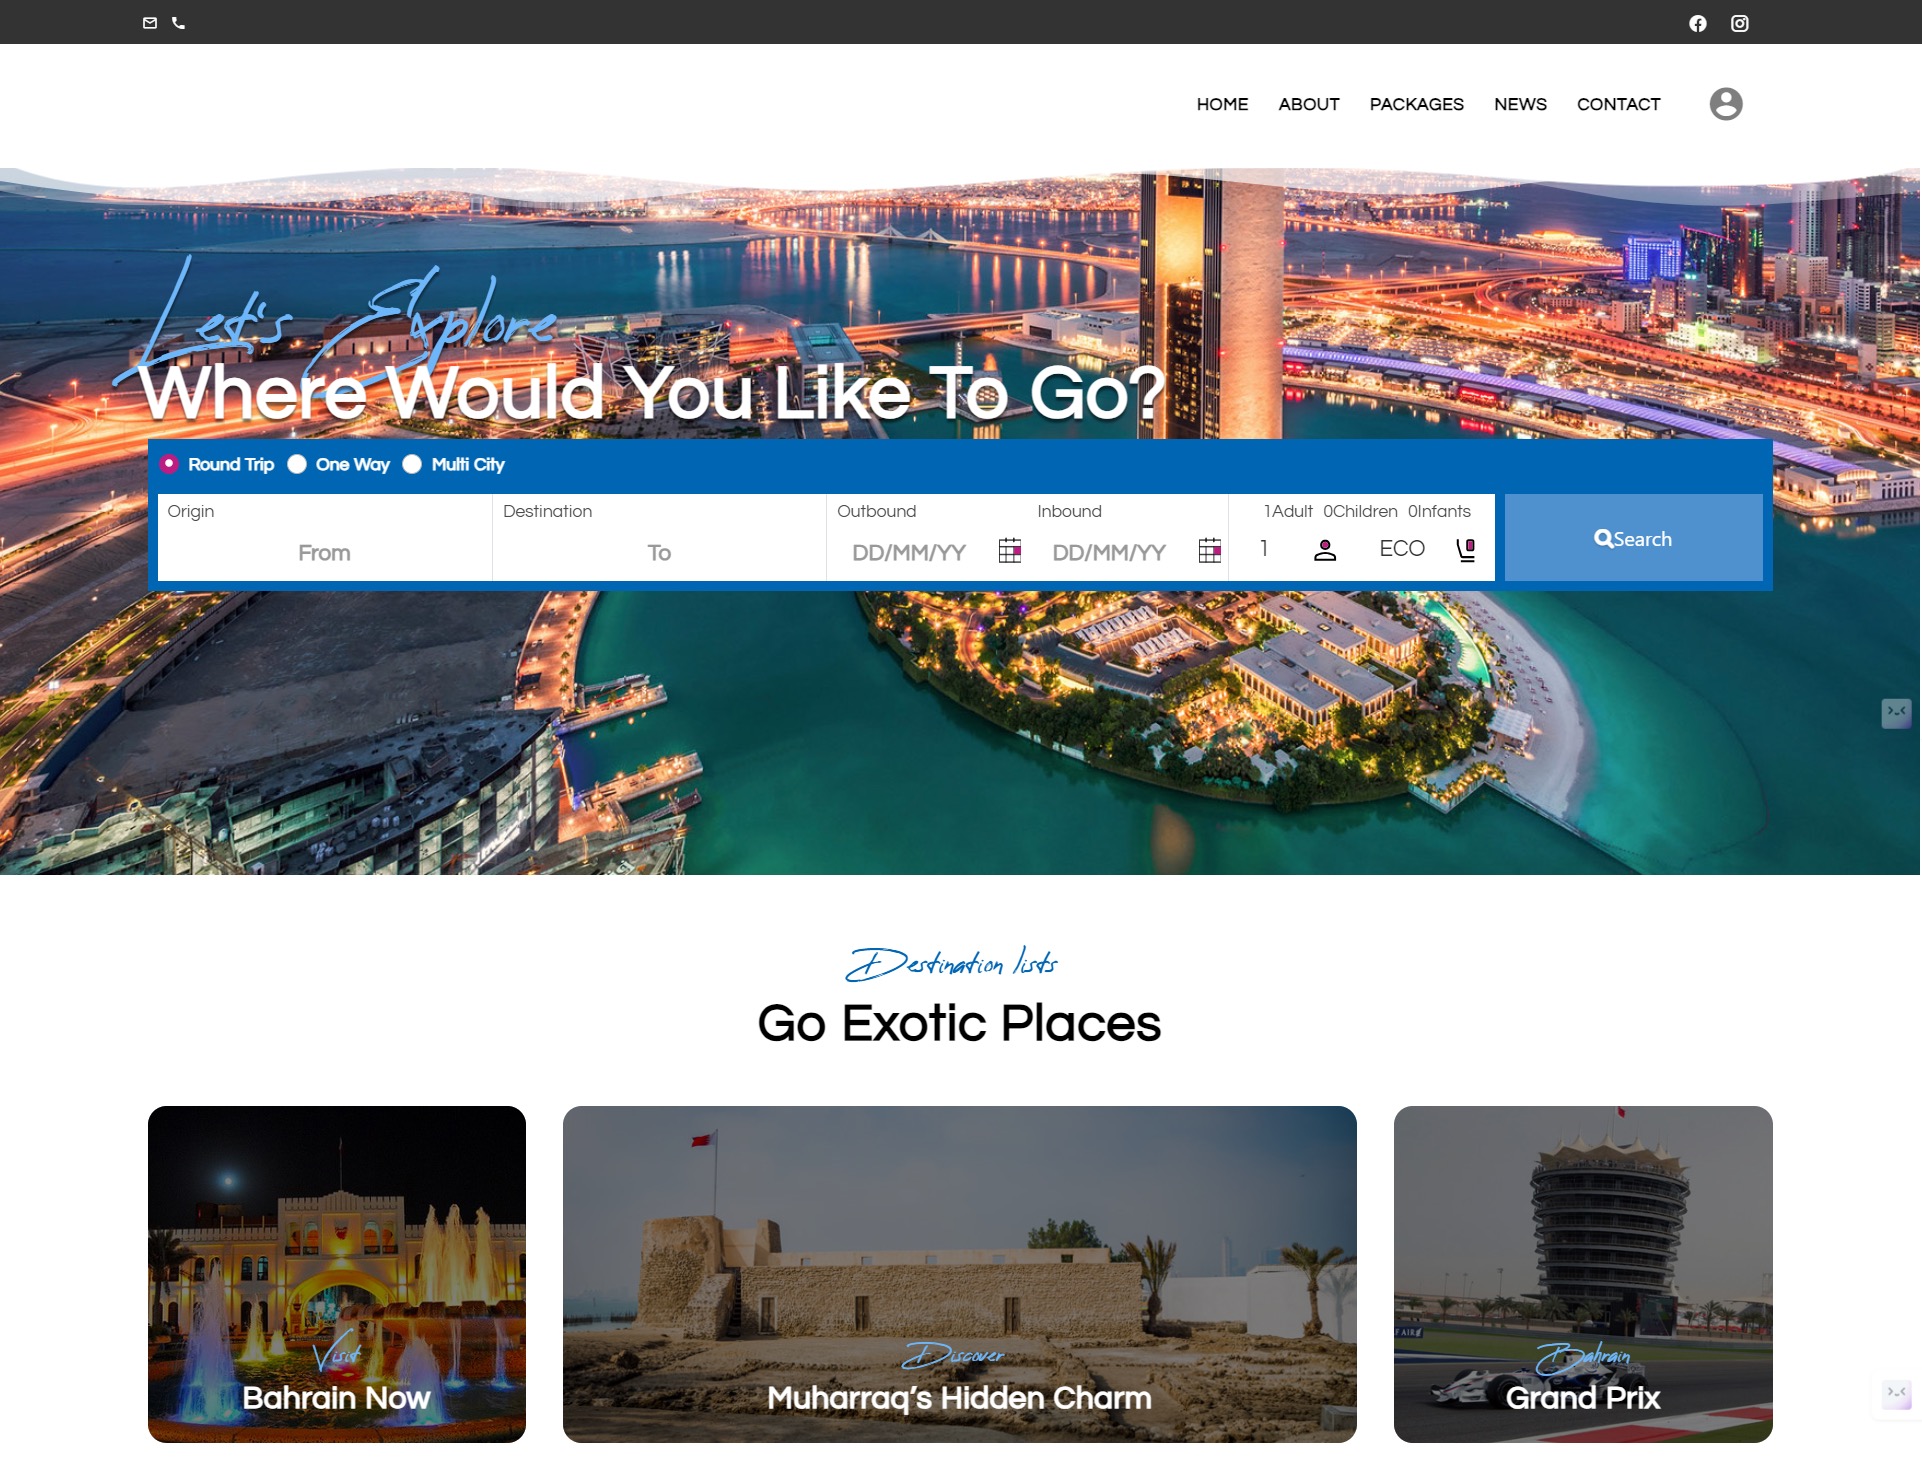 HOME ABOUT PACKAGES NEWS CONTACT
Let's Explore
Where Would You Like To Go?
Round Trip One Way Multi City
Origin Destination Outbound Inbound 1Adult 0Children 0Infants
From To DD/MM/YY DD/MM/YY 1 ECO
Search
Destination lists
Go Exotic Places
Visit
Bahrain Now
Discover
Muharraq’s Hidden Charm
Bahrain
Grand Prix